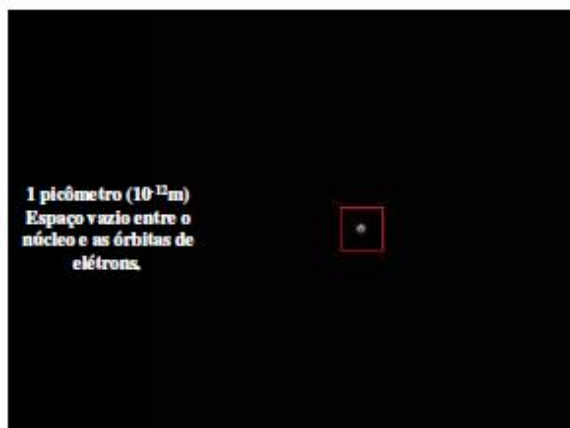 1 picômetro (10⁻¹²m)
Espaço vazio entre o
núcleo e as órbitas de
elétrons.